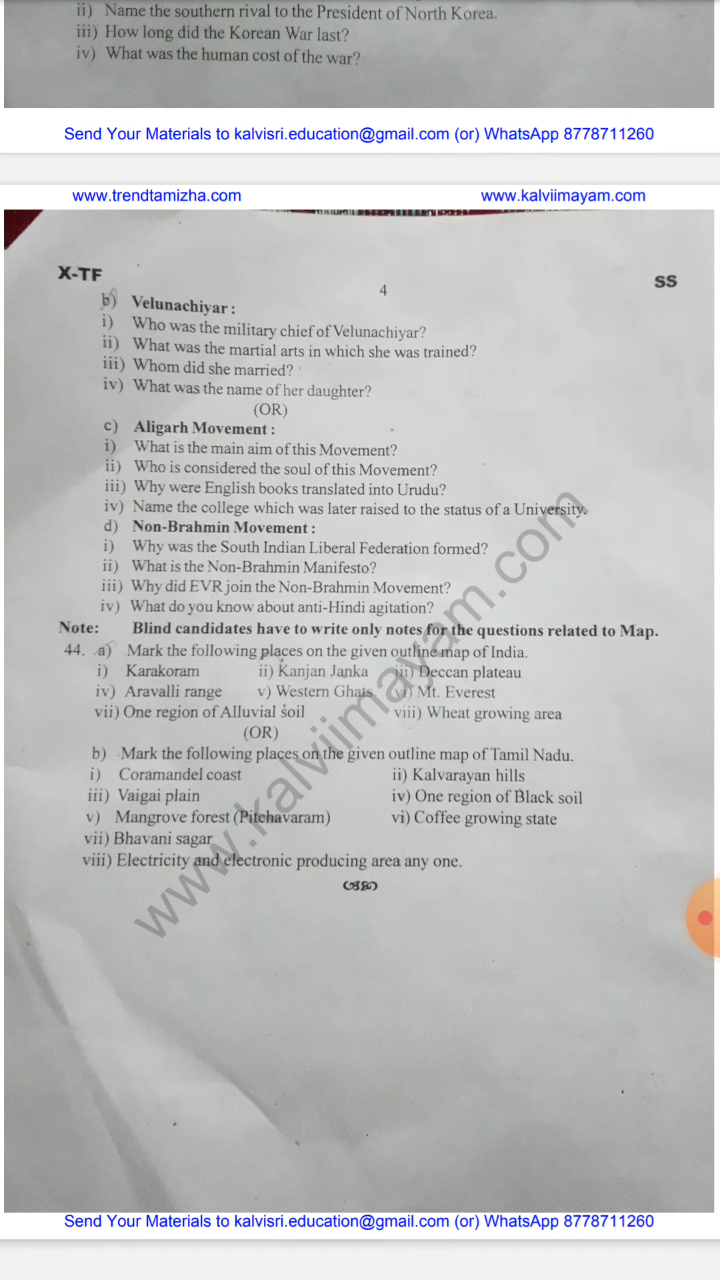 ii) Name the southern rival to the President of North Korea.
iii) How long did the Korean War last?
iv) What was the human cost of the war?
Send Your Materials to kalvisri.education@gmail.com (or) WhatsApp 8778711260
www.trendtamizha.com www.kalviimayam.com
X-TF 4 SS
b) Velunachiyar :
i) Who was the military chief of Velunachiyar?
ii) What was the martial arts in which she was trained?
iii) Whom did she married?
iv) What was the name of her daughter?
(OR)
c) Aligarh Movement :
i) What is the main aim of this Movement?
ii) Who is considered the soul of this Movement?
iii) Why were English books translated into Urudu?
iv) Name the college which was later raised to the status of a University.
d) Non-Brahmin Movement :
i) Why was the South Indian Liberal Federation formed?
ii) What is the Non-Brahmin Manifesto?
iii) Why did EVR join the Non-Brahmin Movement?
iv) What do you know about anti-Hindi agitation?
Note: Blind candidates have to write only notes for the questions related to Map.
44. a) Mark the following places on the given outline map of India.
i) Karakoram ii) Kanjan Janka iii) Deccan plateau
iv) Aravalli range v) Western Ghats vi) Mt. Everest
vii) One region of Alluvial soil viii) Wheat growing area
(OR)
b) Mark the following places on the given outline map of Tamil Nadu.
i) Coramandel coast ii) Kalvarayan hills
iii) Vaigai plain iv) One region of Black soil
v) Mangrove forest (Pitchavaram) vi) Coffee growing state
vii) Bhavani sagar
viii) Electricity and electronic producing area any one.
www.kalviimayam.com
Send Your Materials to kalvisri.education@gmail.com (or) WhatsApp 8778711260